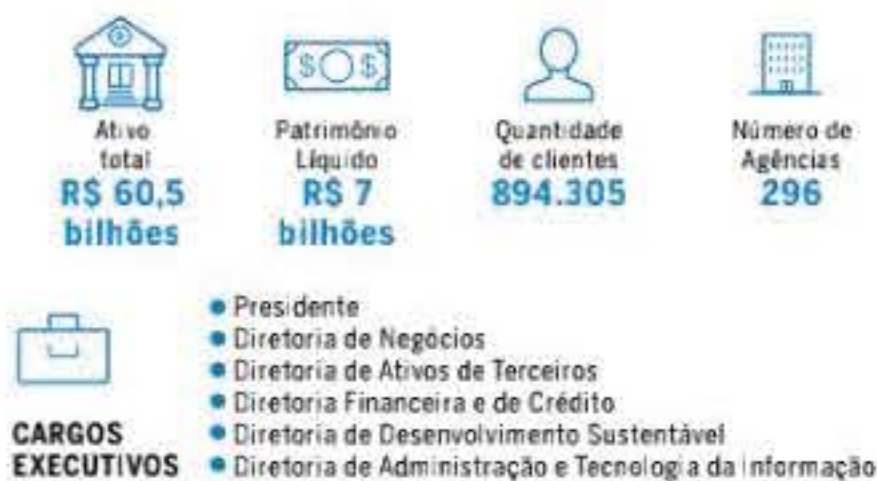 Ativo
total
R$ 60,5
bilhões
Patrimônio
Líquido
R$ 7
bilhões
Quantidade
de clientes
894.305
Número de
Agências
296
CARGOS
EXECUTIVOS
Presidente
Diretoria de Negócios
Diretoria de Ativos de Terceiros
Diretoria Financeira e de Crédito
Diretoria de Desenvolvimento Sustentável
Diretoria de Administração e Tecnologia da Informação